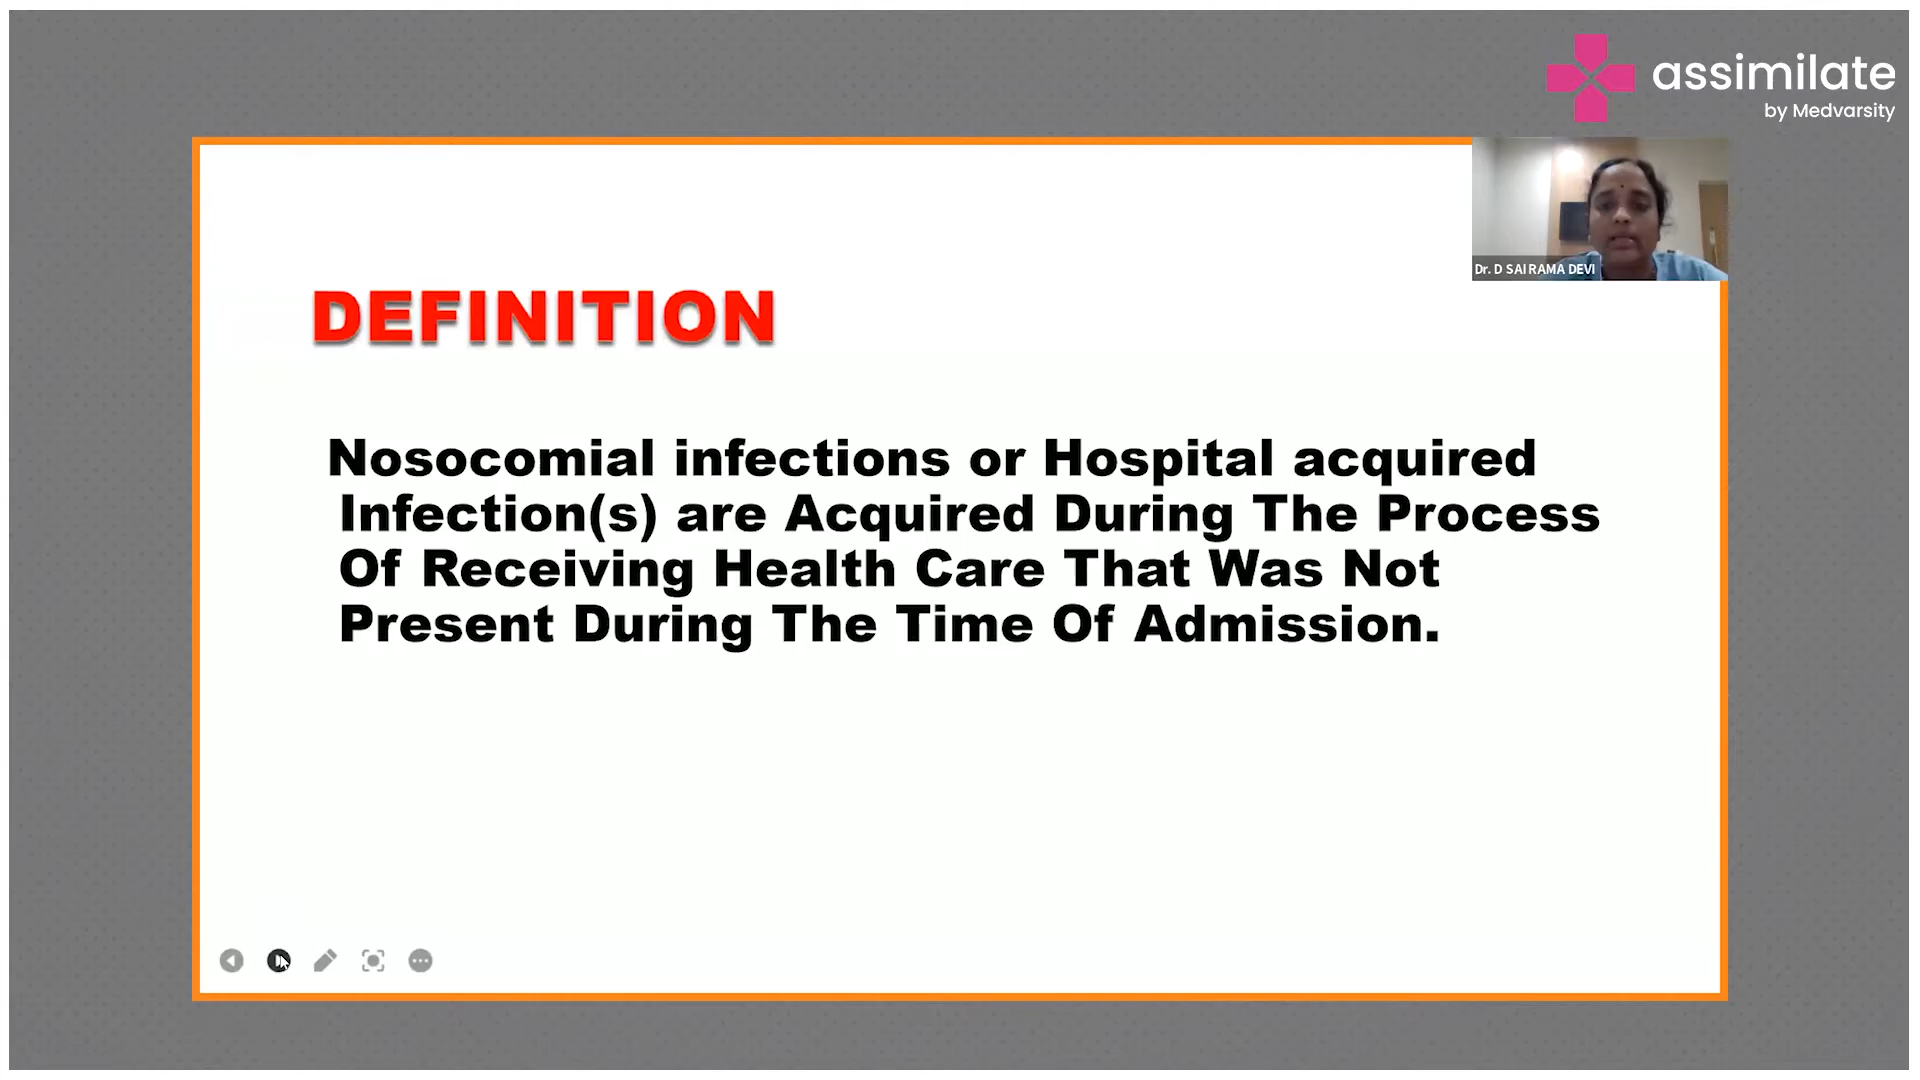 assimilate
by Medvarsity
Dr. D SAI RAMA DEVI
DEFINITION
Nosocomial infections or Hospital acquired
Infection(s) are Acquired During The Process
Of Receiving Health Care That Was Not
Present During The Time Of Admission.